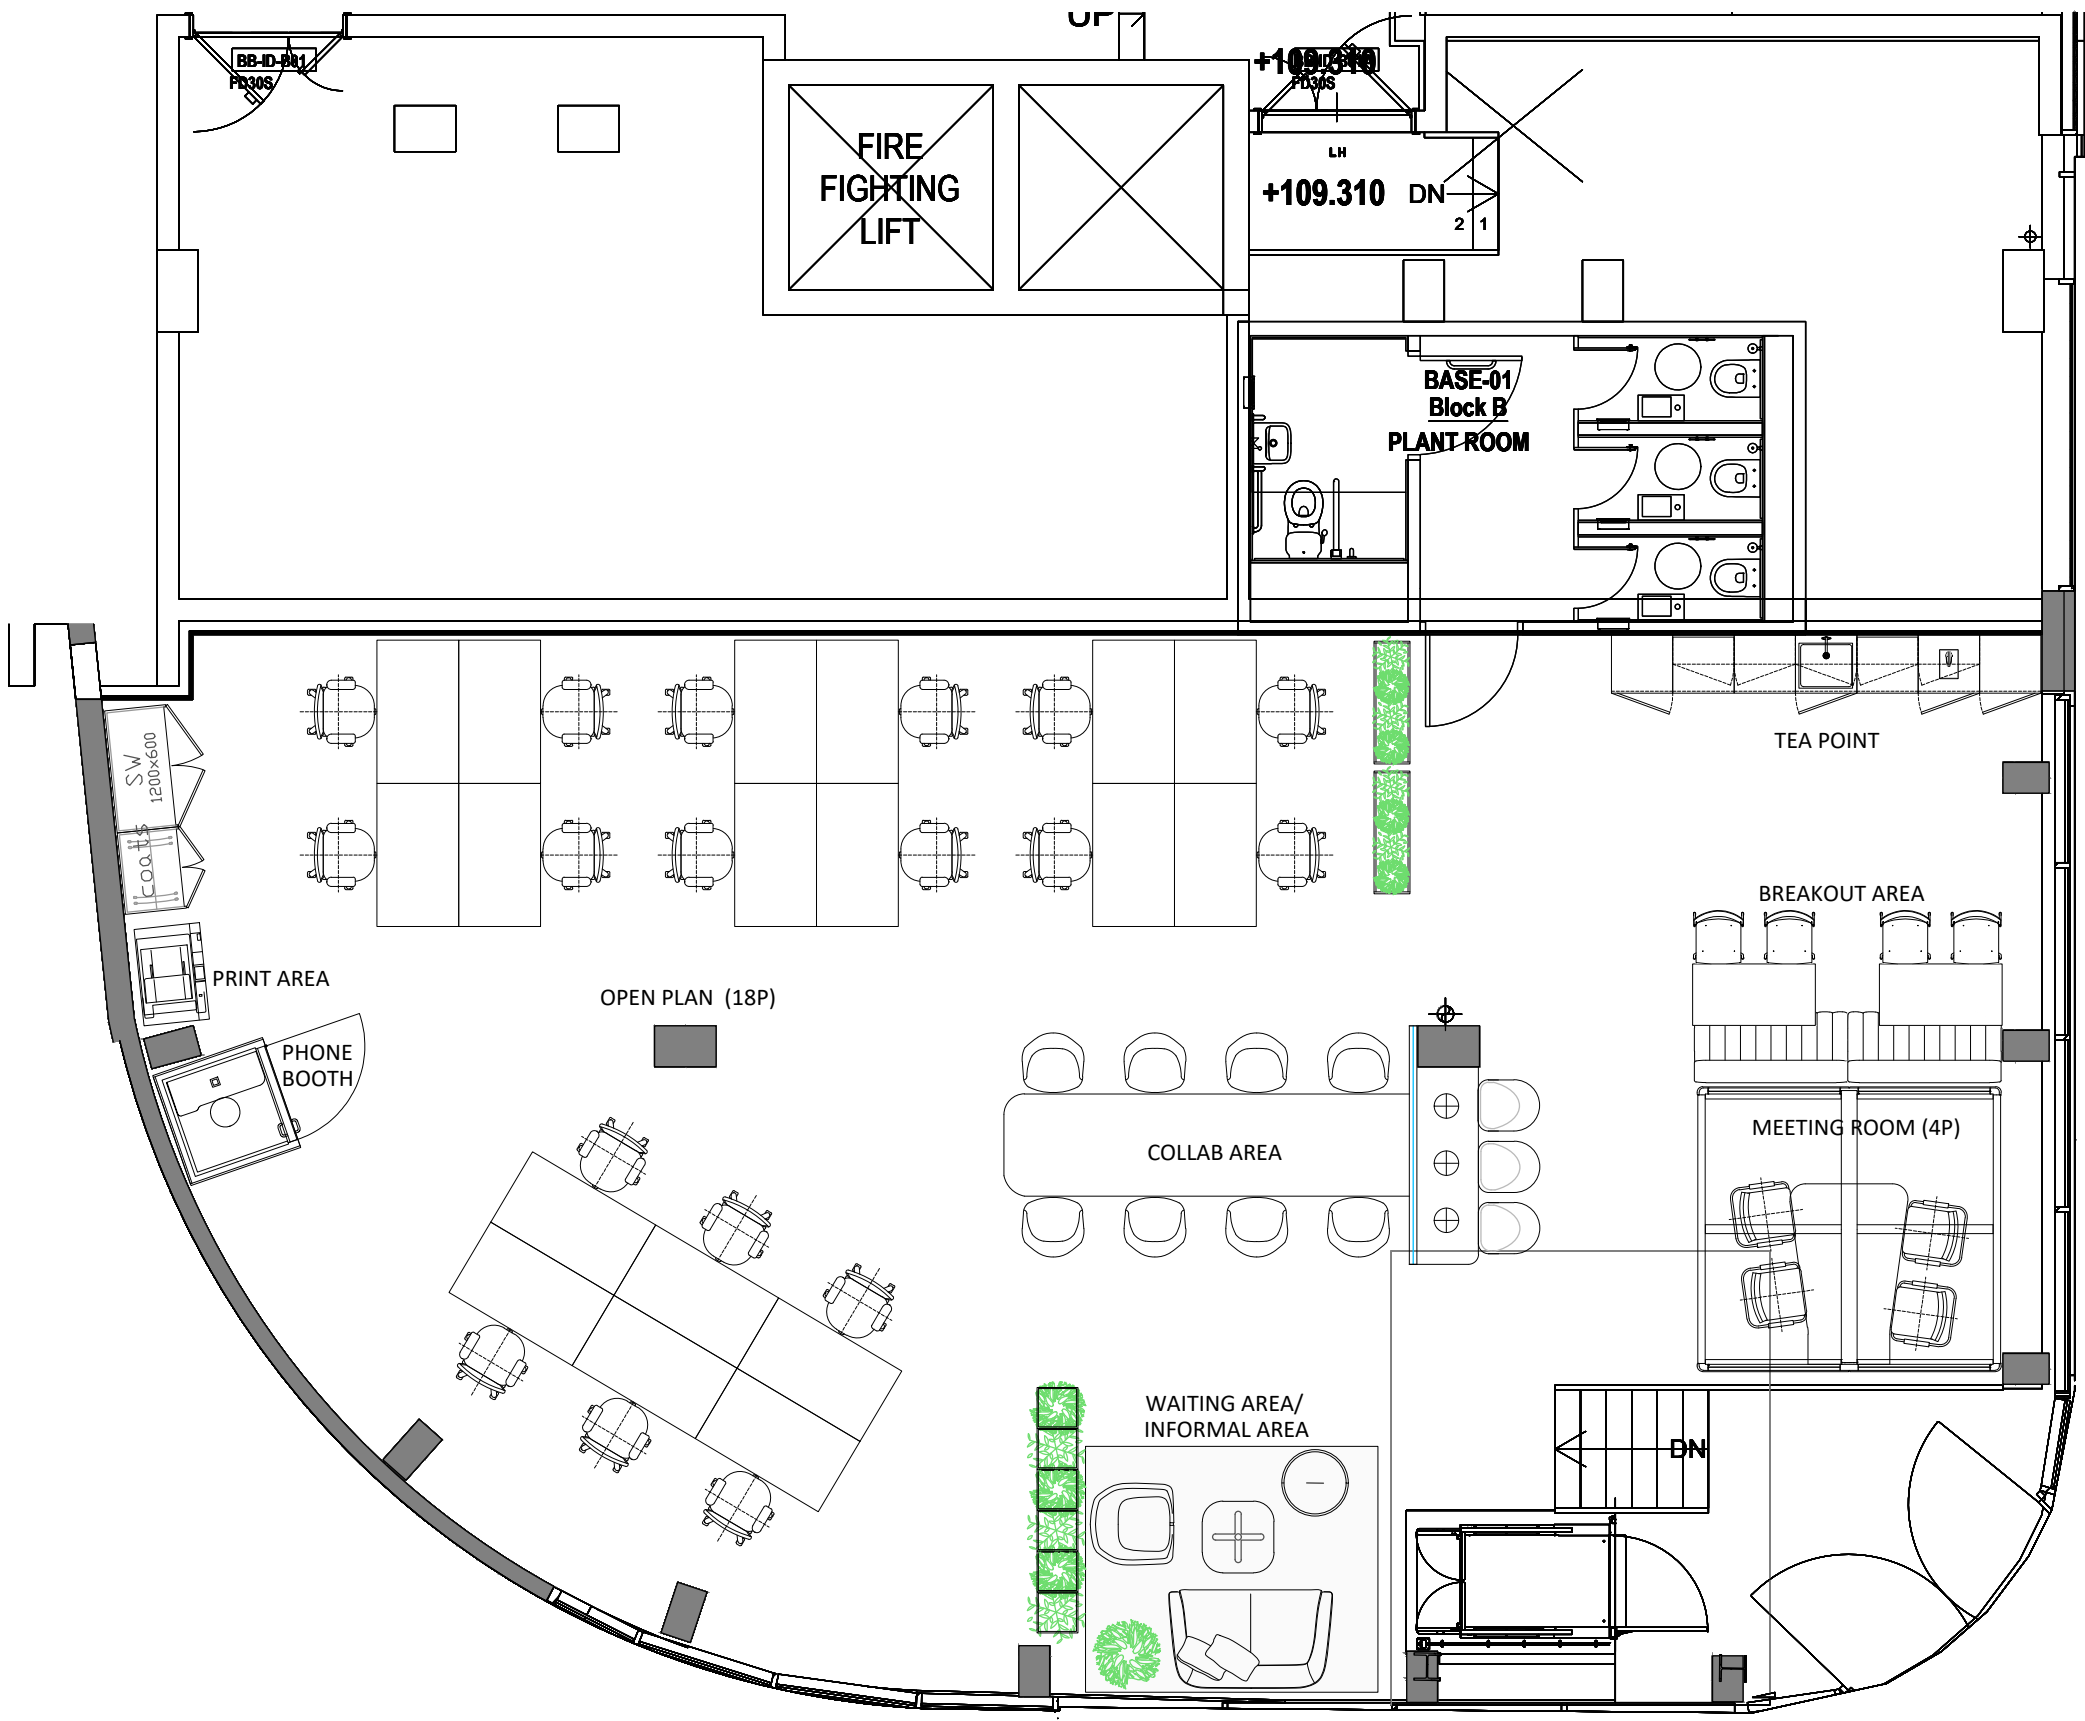 UP
BB-ID-B01
FD30S
+109.310
FD30S
FIRE
FIGHTING
LIFT
LH
+109.310
DN
2 1
BASE-01
Block B
PLANT ROOM
TEA POINT
SW
1200x600
coats
BREAKOUT AREA
PRINT AREA
OPEN PLAN (18P)
PHONE
BOOTH
MEETING ROOM (4P)
COLLAB AREA
WAITING AREA/
INFORMAL AREA
DN